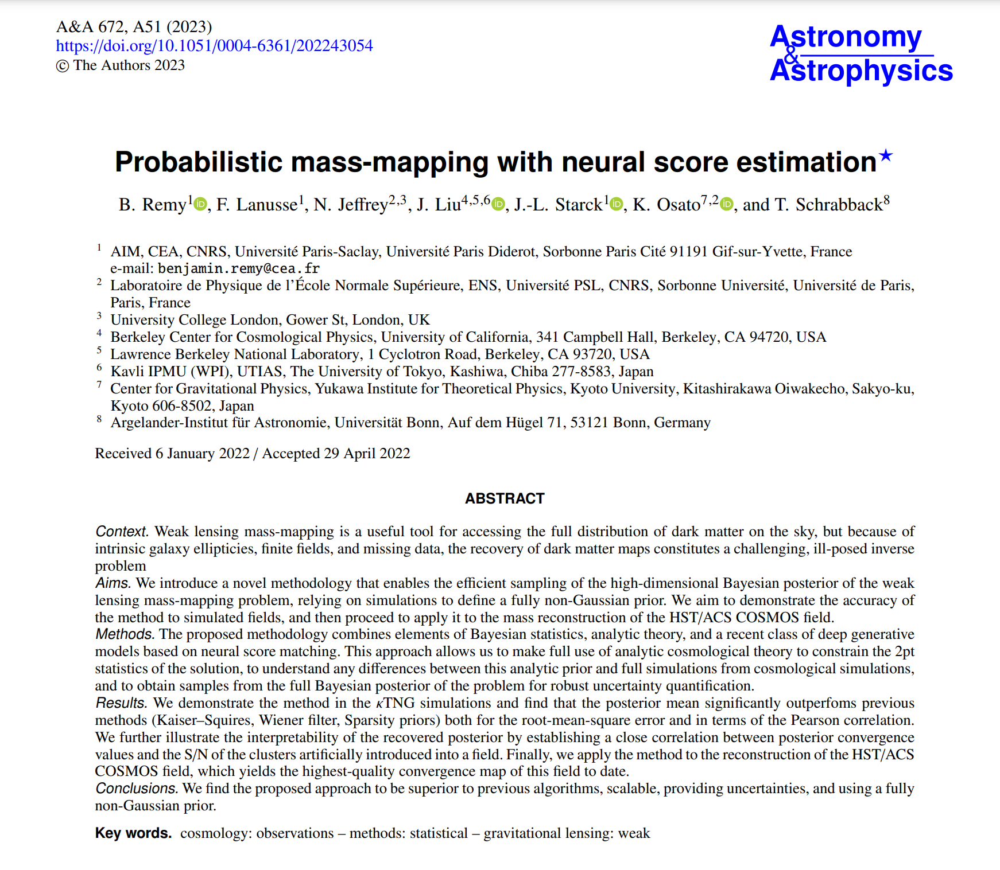 A&A 672, A51 (2023)
https://doi.org/10.1051/0004-6361/202243054
© The Authors 2023
Astronomy
&
Astrophysics
Probabilistic mass-mapping with neural score estimation★
B. Remy1 iD, F. Lanusse1, N. Jeffrey2,3, J. Liu4,5,6 iD, J.-L. Starck1 iD, K. Osato7,2 iD, and T. Schrabback8
1 AIM, CEA, CNRS, Université Paris-Saclay, Université Paris Diderot, Sorbonne Paris Cité 91191 Gif-sur-Yvette, France
e-mail: benjamin.remy@cea.fr
2 Laboratoire de Physique de l'École Normale Supérieure, ENS, Université PSL, CNRS, Sorbonne Université, Université de Paris,
Paris, France
3 University College London, Gower St, London, UK
4 Berkeley Center for Cosmological Physics, University of California, 341 Campbell Hall, Berkeley, CA 94720, USA
5 Lawrence Berkeley National Laboratory, 1 Cyclotron Road, Berkeley, CA 93720, USA
6 Kavli IPMU (WPI), UTIAS, The University of Tokyo, Kashiwa, Chiba 277-8583, Japan
7 Center for Gravitational Physics, Yukawa Institute for Theoretical Physics, Kyoto University, Kitashirakawa Oiwakecho, Sakyo-ku,
Kyoto 606-8502, Japan
8 Argelander-Institut für Astronomie, Universität Bonn, Auf dem Hügel 71, 53121 Bonn, Germany
Received 6 January 2022 / Accepted 29 April 2022
ABSTRACT
Context. Weak lensing mass-mapping is a useful tool for accessing the full distribution of dark matter on the sky, but because of
intrinsic galaxy ellipticies, finite fields, and missing data, the recovery of dark matter maps constitutes a challenging, ill-posed inverse
problem
Aims. We introduce a novel methodology that enables the efficient sampling of the high-dimensional Bayesian posterior of the weak
lensing mass-mapping problem, relying on simulations to define a fully non-Gaussian prior. We aim to demonstrate the accuracy of
the method to simulated fields, and then proceed to apply it to the mass reconstruction of the HST/ACS COSMOS field.
Methods. The proposed methodology combines elements of Bayesian statistics, analytic theory, and a recent class of deep generative
models based on neural score matching. This approach allows us to make full use of analytic cosmological theory to constrain the 2pt
statistics of the solution, to understand any differences between this analytic prior and full simulations from cosmological simulations,
and to obtain samples from the full Bayesian posterior of the problem for robust uncertainty quantification.
Results. We demonstrate the method in the κTNG simulations and find that the posterior mean significantly outperfoms previous
methods (Kaiser–Squires, Wiener filter, Sparsity priors) both for the root-mean-square error and in terms of the Pearson correlation.
We further illustrate the interpretability of the recovered posterior by establishing a close correlation between posterior convergence
values and the S/N of the clusters artificially introduced into a field. Finally, we apply the method to the reconstruction of the HST/ACS
COSMOS field, which yields the highest-quality convergence map of this field to date.
Conclusions. We find the proposed approach to be superior to previous algorithms, scalable, providing uncertainties, and using a fully
non-Gaussian prior.
Key words. cosmology: observations – methods: statistical – gravitational lensing: weak